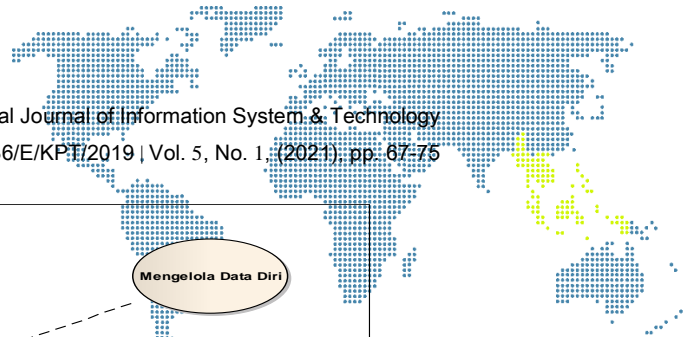 al Journal of Information System & Technology
6/E/KPT/2019 | Vol. 5, No. 1, (2021), pp. 67-75
Mengelola Data Diri